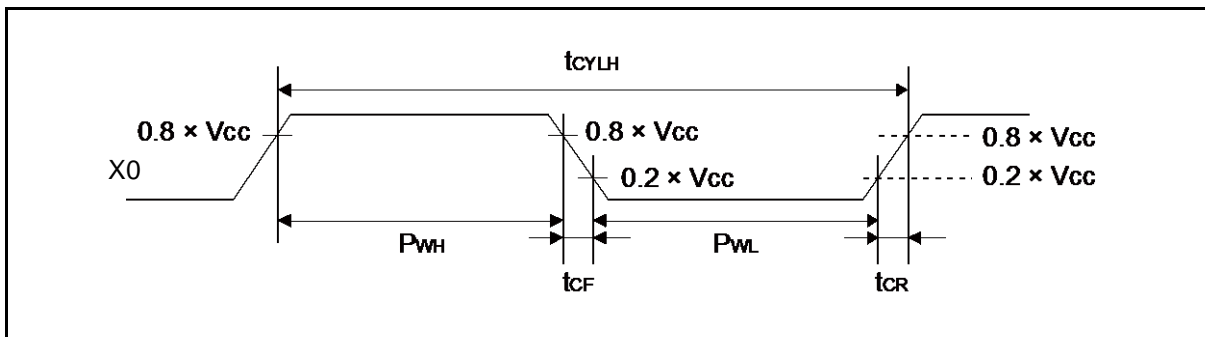 tCYLH
0.8 × Vcc
0.8 × Vcc
0.8 × Vcc
X0
0.2 × Vcc
0.2 × Vcc
PWH
PWL
tCF
tCR